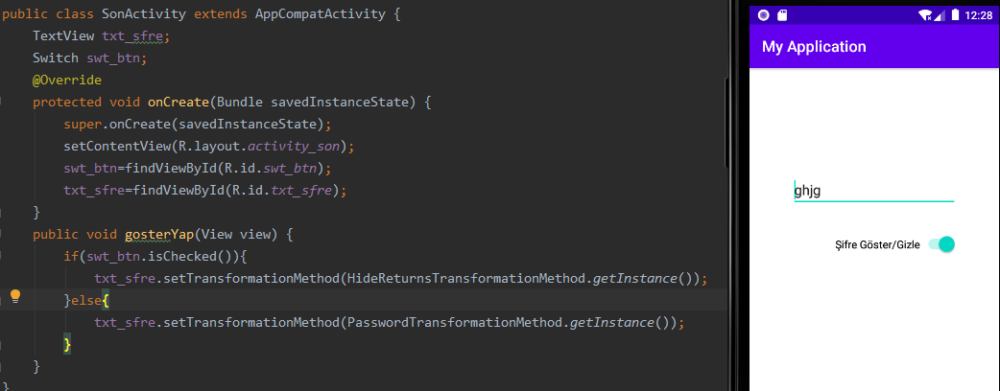 public class SonActivity extends AppCompatActivity {
TextView txt_sfre;
Switch swt_btn;
@Override
protected void onCreate(Bundle savedInstanceState) {
super.onCreate(savedInstanceState);
setContentView(R.layout.activity_son);
swt_btn=findViewById(R.id.swt_btn);
txt_sfre=findViewById(R.id.txt_sfre);
}
public void gosterYap(View view) {
if(swt_btn.isChecked()){
txt_sfre.setTransformationMethod(HideReturnsTransformationMethod.getInstance());
}else{
txt_sfre.setTransformationMethod(PasswordTransformationMethod.getInstance());
}
}
}
12:28
My Application
ghjg
Şifre Göster/Gizle